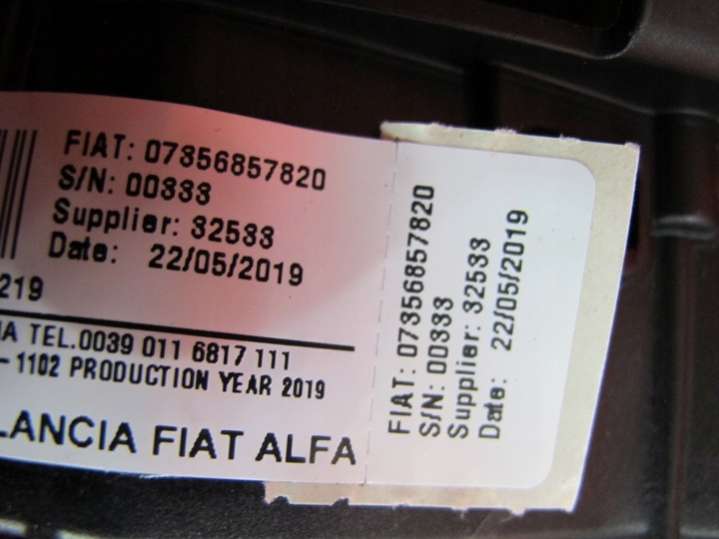 FIAT: 07356857820
S/N: 00333
Supplier: 32533
Date: 22/05/2019
219
IA TEL.0039 011 6817 111
- 1102 PRODUCTION YEAR 2019
LANCIA FIAT ALFA
FIAT: 07356857820
S/N: 00333
Supplier: 32533
Date: 22/05/2019